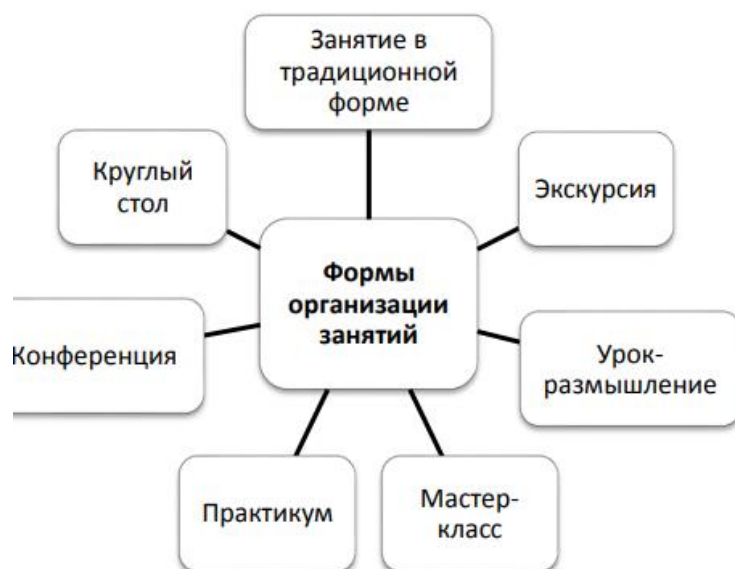 Занятие в
традиционной
форме
Круглый
стол
Экскурсия
Формы
организации
занятий
Конференция
Урок-
размышление
Практикум
Мастер-
класс